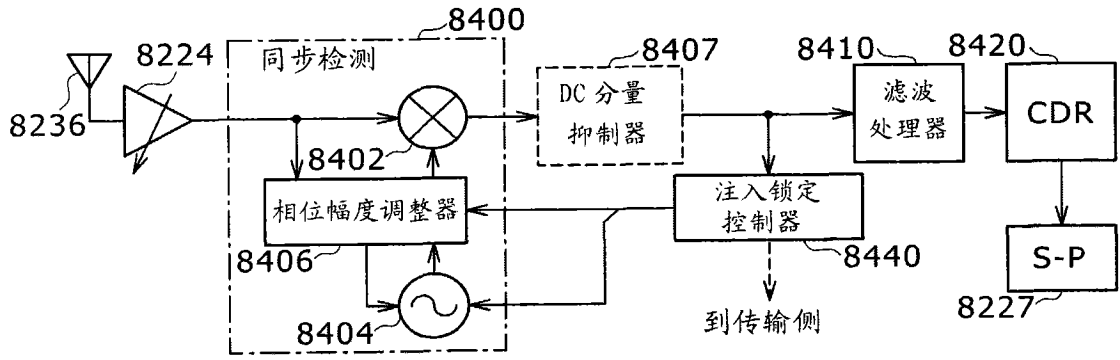 8400
8224
同步检测
8407
8410
8420
DC分量
抑制器
滤波
处理器
CDR
8236
8402
相位幅度调整器
注入锁定
控制器
8406
8440
S-P
8404
8227
到传输侧